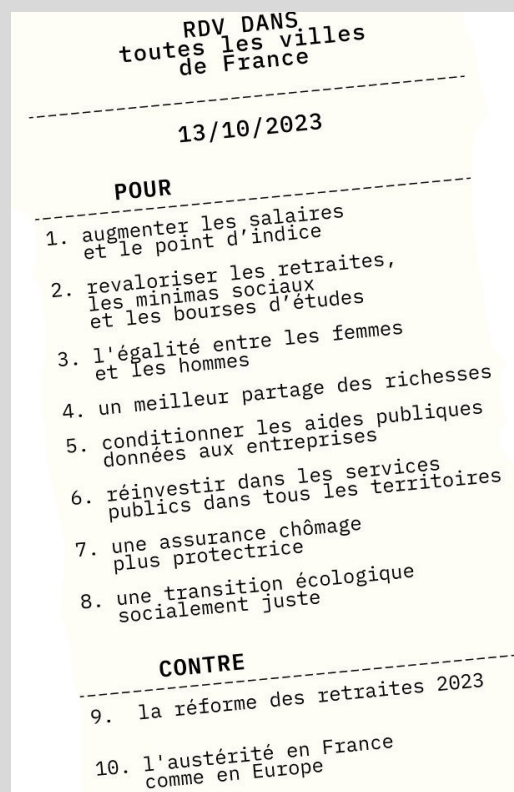 RDV DANS
toutes les villes
de France
13/10/2023
POUR
1. augmenter les salaires
et le point d’indice
2. revaloriser les retraites,
les minimas sociaux
et les bourses d’études
3. l'égalité entre les femmes
et les hommes
4. un meilleur partage des richesses
5. conditionner les aides publiques
données aux entreprises
6. réinvestir dans les services
publics dans tous les territoires
7. une assurance chômage
plus protectrice
8. une transition écologique
socialement juste
CONTRE
9. la réforme des retraites 2023
10. l'austérité en France
comme en Europe